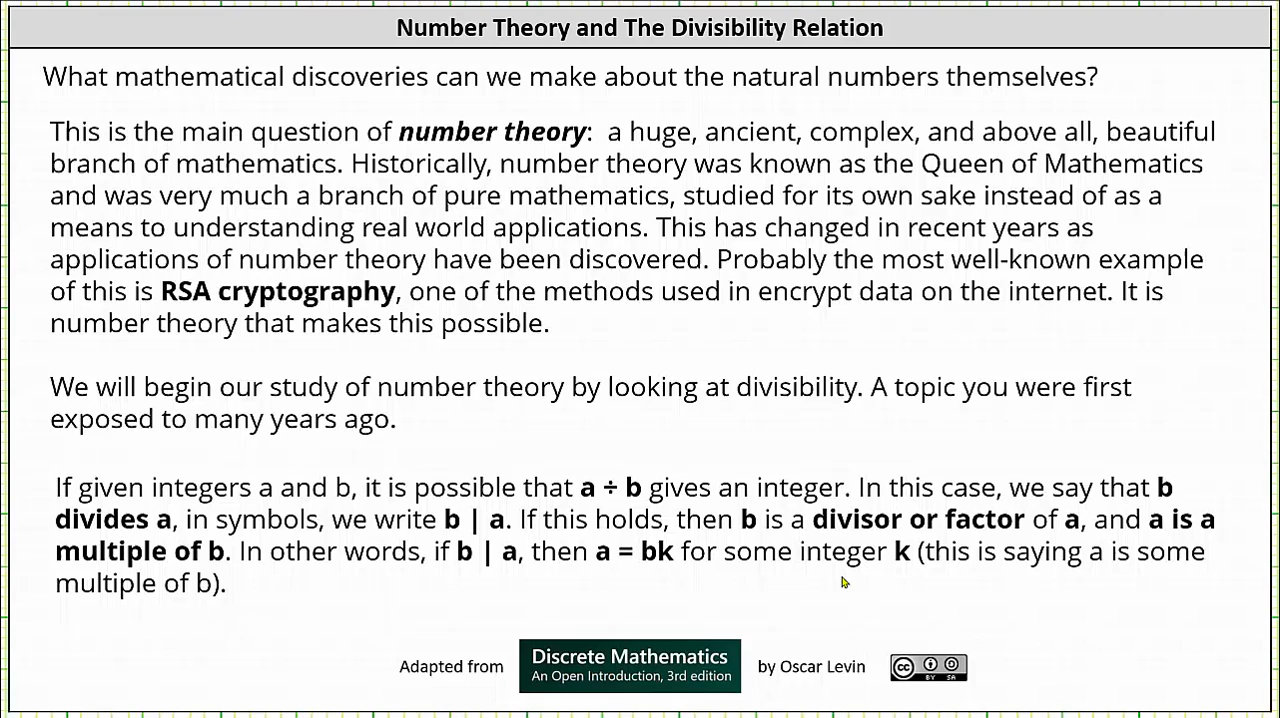 Number Theory and The Divisibility Relation
What mathematical discoveries can we make about the natural numbers themselves?
This is the main question of number theory: a huge, ancient, complex, and above all, beautiful
branch of mathematics. Historically, number theory was known as the Queen of Mathematics
and was very much a branch of pure mathematics, studied for its own sake instead of as a
means to understanding real world applications. This has changed in recent years as
applications of number theory have been discovered. Probably the most well-known example
of this is RSA cryptography, one of the methods used in encrypt data on the internet. It is
number theory that makes this possible.
We will begin our study of number theory by looking at divisibility. A topic you were first
exposed to many years ago.
If given integers a and b, it is possible that a ÷ b gives an integer. In this case, we say that b
divides a, in symbols, we write b | a. If this holds, then b is a divisor or factor of a, and a is a
multiple of b. In other words, if b | a, then a = bk for some integer k (this is saying a is some
multiple of b).
Adapted from Discrete Mathematics by Oscar Levin
An Open Introduction, 3rd edition
cc BY SA